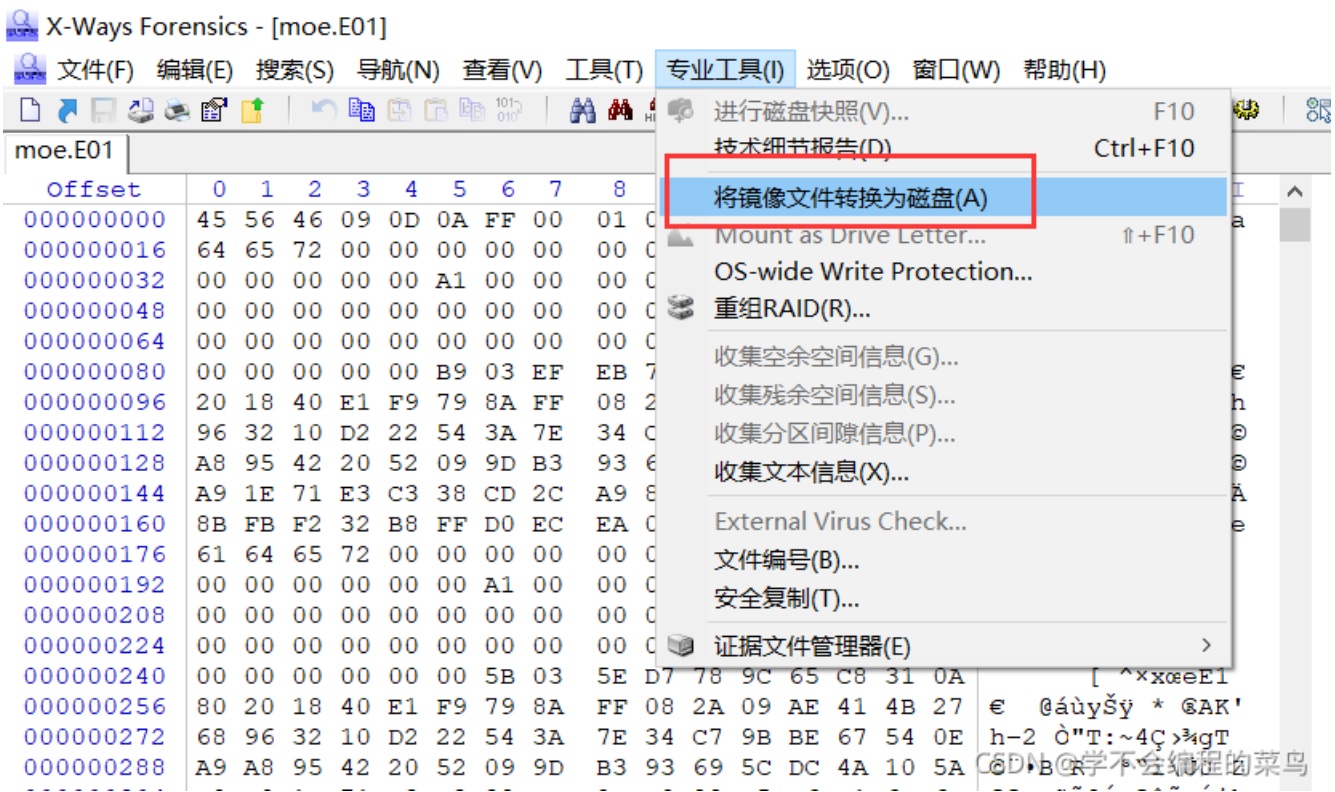 X-Ways Forensics - [moe.E01]
文件(F) 编辑(E) 搜索(S) 导航(N) 查看(V) 工具(T) 专业工具(I) 选项(O) 窗口(W) 帮助(H)
进行磁盘快照(V)... F10
技术细节报告(D) Ctrl+F10
将镜像文件转换为磁盘(A)
Mount as Drive Letter... ⇑+F10
OS-wide Write Protection...
重组RAID(R)...
收集空余空间信息(G)...
收集残余空间信息(S)...
收集分区间隙信息(P)...
收集文本信息(X)...
External Virus Check...
文件编号(B)...
安全复制(T)...
证据文件管理器(E)
moe.E01
Offset 0 1 2 3 4 5 6 7 8
000000000 45 56 46 09 0D 0A FF 00 01
000000016 64 65 72 00 00 00 00 00 00
000000032 00 00 00 00 00 A1 00 00 00
000000048 00 00 00 00 00 00 00 00 00
000000064 00 00 00 00 00 00 00 00 00
000000080 00 00 00 00 00 B9 03 EF EB
000000096 20 18 40 E1 F9 79 8A FF 08
000000112 96 32 10 D2 22 54 3A 7E 34
000000128 A8 95 42 20 52 09 9D B3 93
000000144 A9 1E 71 E3 C3 38 CD 2C A9
000000160 8B FB F2 32 B8 FF D0 EC EA
000000176 61 64 65 72 00 00 00 00 00
000000192 00 00 00 00 00 00 A1 00 00
000000208 00 00 00 00 00 00 00 00 00
000000224 00 00 00 00 00 00 00 00 00
000000240 00 00 00 00 00 00 5B 03 5E D7 78 9C 65 C8 31 0A [ ^×xœeÈ1
000000256 80 20 18 40 E1 F9 79 8A FF 08 2A 09 AE 41 4B 27 € @áùyŠÿ * ®AK'
000000272 68 96 32 10 D2 22 54 3A 7E 34 C7 9B BE 67 54 0E h–2 Ò"T:~4Ç›¾gT
000000288 A9 A8 95 42 20 52 09 9D B3 93 69 5C DC 4A 10 5A
CSDN @学不会编程的菜鸟